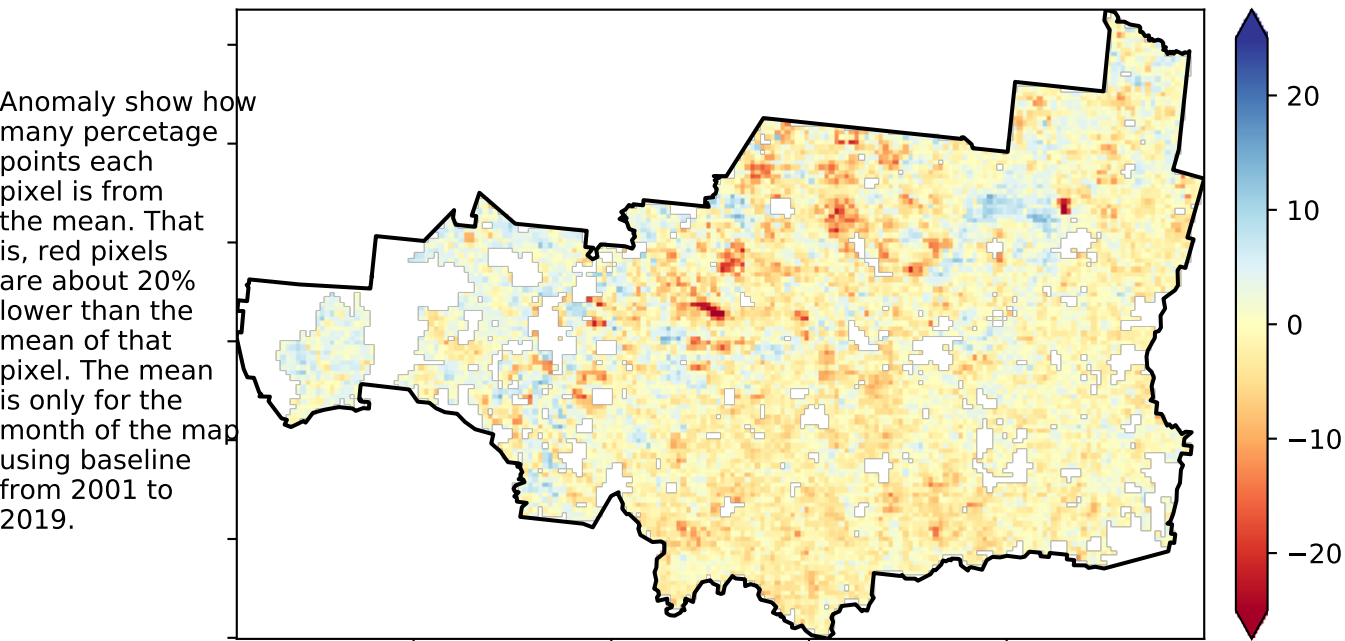 Anomaly show how
many percetage
points each
pixel is from
the mean. That
is, red pixels
are about 20%
lower than the
mean of that
pixel. The mean
is only for the
month of the map
using baseline
from 2001 to
2019.
20
10
0
−10
−20